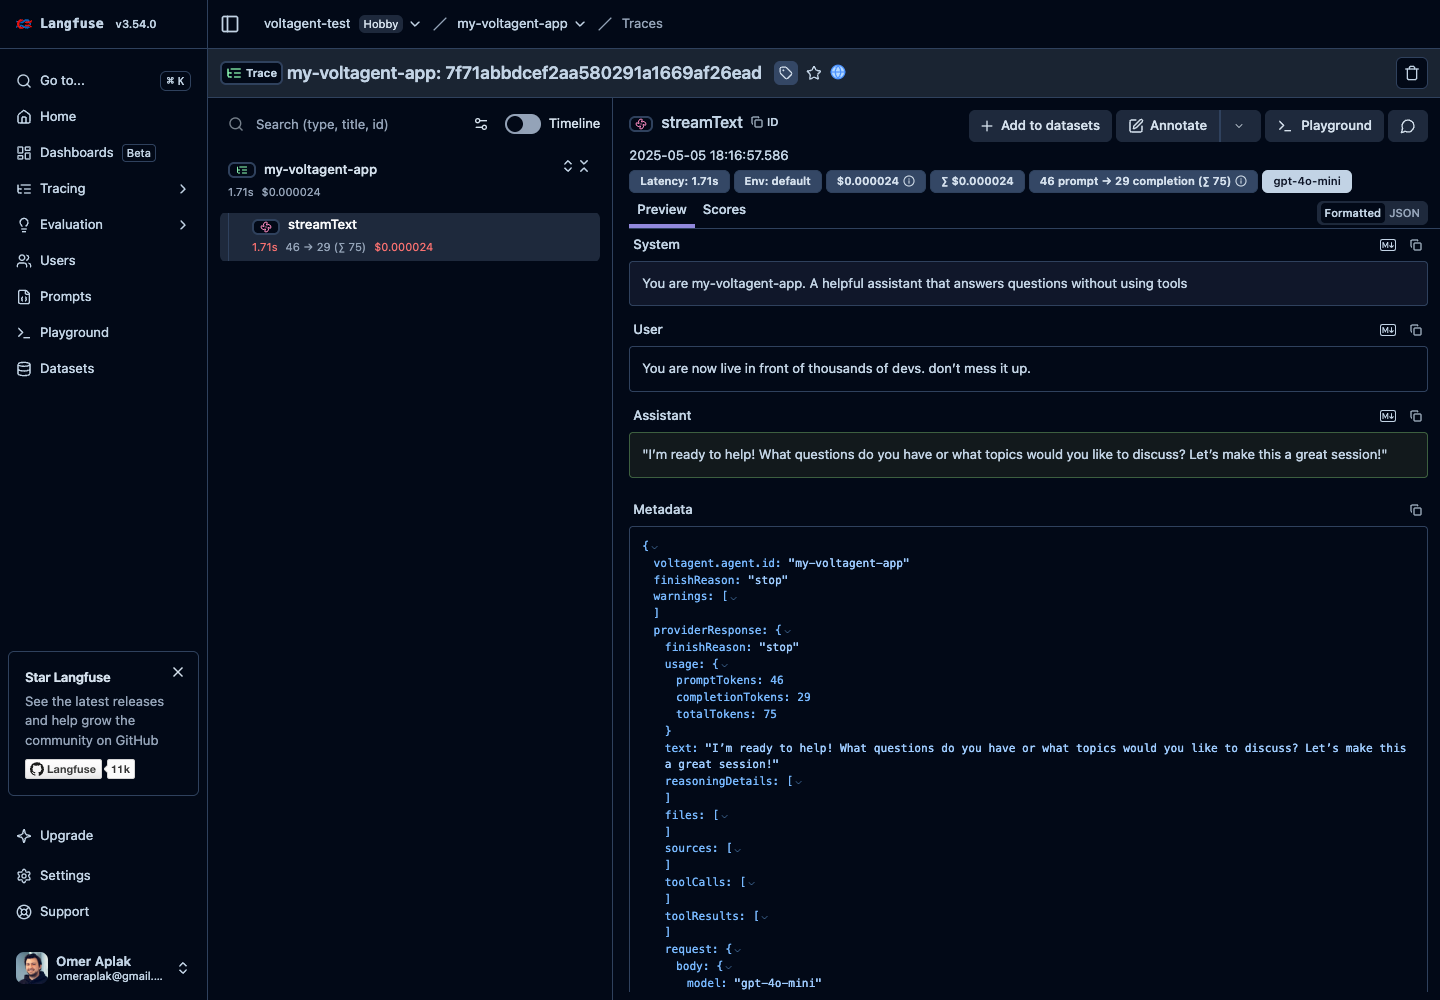 Langfuse v3.54.0
voltagent-test Hobby / my-voltagent-app / Traces
Go to... ⌘ K
Home
Dashboards Beta
Tracing
Evaluation
Users
Prompts
Playground
Datasets
Star Langfuse
See the latest releases
and help grow the
community on GitHub
Langfuse 11k
Upgrade
Settings
Support
Omer Aplak
omeraplak@gmail....
Trace my-voltagent-app: 7f71abbdcef2aa580291a1669af26ead
Search (type, title, id) Timeline
my-voltagent-app
1.71s $0.000024
streamText
1.71s 46 → 29 (∑ 75) $0.000024
streamText ID
Add to datasets Annotate Playground
2025-05-05 18:16:57.586
Latency: 1.71s Env: default $0.000024 ∑ $0.000024 46 prompt → 29 completion (∑ 75) gpt-4o-mini
Preview Scores Formatted JSON
System
You are my-voltagent-app. A helpful assistant that answers questions without using tools
User
You are now live in front of thousands of devs. don't mess it up.
Assistant
"I'm ready to help! What questions do you have or what topics would you like to discuss? Let's make this a great session!"
Metadata
{
voltagent.agent.id: "my-voltagent-app"
finishReason: "stop"
warnings: [
]
providerResponse: {
finishReason: "stop"
usage: {
promptTokens: 46
completionTokens: 29
totalTokens: 75
}
text: "I'm ready to help! What questions do you have or what topics would you like to discuss? Let's make this
a great session!"
reasoningDetails: [
]
files: [
]
sources: [
]
toolCalls: [
]
toolResults: [
]
request: {
body: {
model: "gpt-4o-mini"